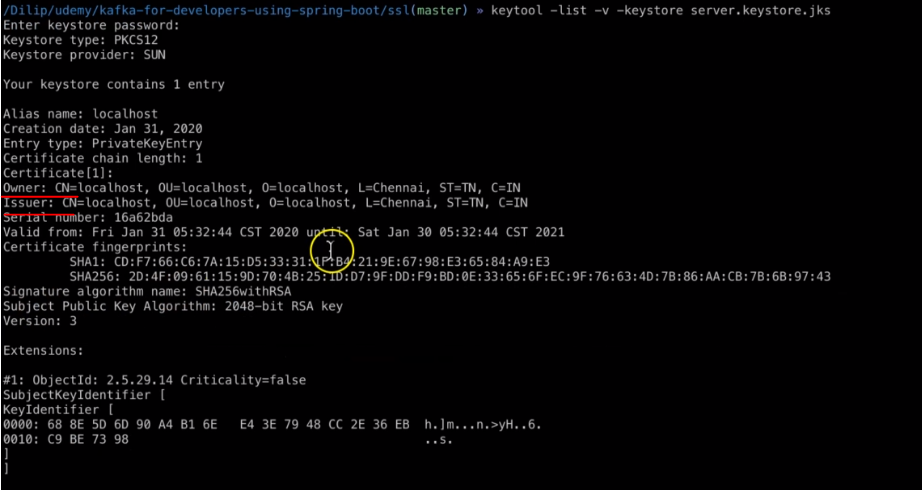 /Dilip/udemy/kafka-for-developers-using-spring-boot/ssl(master) » keytool -list -v -keystore server.keystore.jks
Enter keystore password:
Keystore type: PKCS12
Keystore provider: SUN
Your keystore contains 1 entry
Alias name: localhost
Creation date: Jan 31, 2020
Entry type: PrivateKeyEntry
Certificate chain length: 1
Certificate[1]:
Owner: CN=localhost, OU=localhost, O=localhost, L=Chennai, ST=TN, C=IN
Issuer: CN=localhost, OU=localhost, O=localhost, L=Chennai, ST=TN, C=IN
Serial number: 16a62bda
Valid from: Fri Jan 31 05:32:44 CST 2020 until: Sat Jan 30 05:32:44 CST 2021
Certificate fingerprints:
SHA1: CD:F7:66:C6:7A:15:D5:33:31:1F:B4:21:9E:67:98:E3:65:84:A9:E3
SHA256: 2D:4F:09:61:15:9D:70:4B:25:1D:D7:9F:DD:F9:BD:0E:33:65:6F:EC:9F:76:63:4D:7B:86:AA:CB:7B:6B:97:43
Signature algorithm name: SHA256withRSA
Subject Public Key Algorithm: 2048-bit RSA key
Version: 3
Extensions:
#1: ObjectId: 2.5.29.14 Criticality=false
SubjectKeyIdentifier [
KeyIdentifier [
0000: 68 8E 5D 6D 90 A4 B1 6E   E4 3E 79 48 CC 2E 36 EB  h.]m...n.>yH..6.
0010: C9 BE 73 98                                        ..s.
]
]